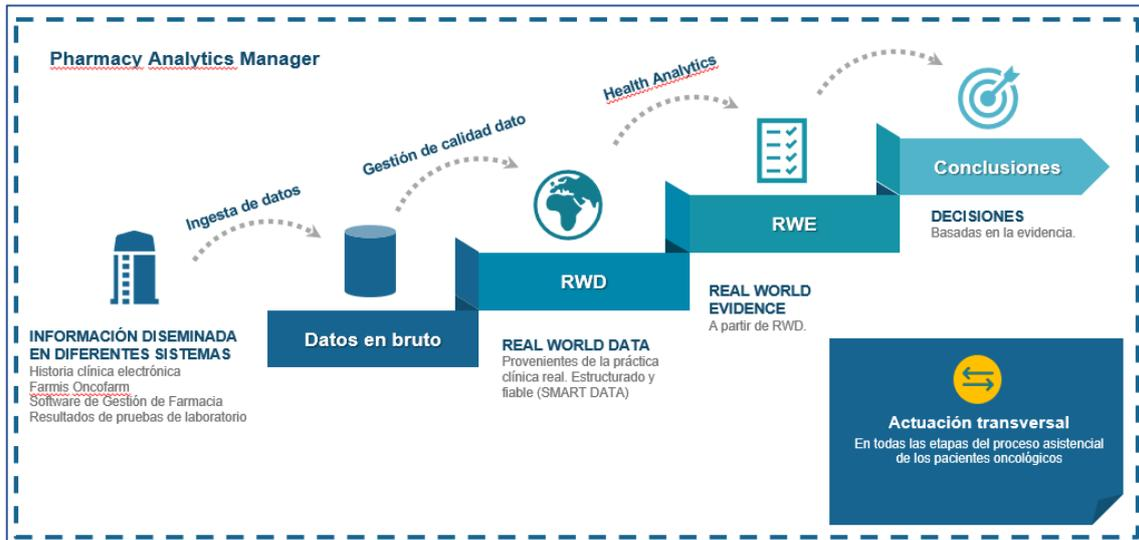 Pharmacy Analytics Manager
Ingesta de datos
Gestión de calidad dato
Health Analytics
INFORMACIÓN DISEMINADA
EN DIFERENTES SISTEMAS
Historia clínica electrónica
Farmis Oncofarm
Software de Gestión de Farmacia
Resultados de pruebas de laboratorio
Datos en bruto
RWD
REAL WORLD DATA
Provenientes de la práctica
clínica real. Estructurado y
fiable (SMART DATA)
RWE
REAL WORLD
EVIDENCE
A partir de RWD.
Conclusiones
DECISIONES
Basadas en la evidencia.
Actuación transversal
En todas las etapas del proceso asistencial
de los pacientes oncológicos